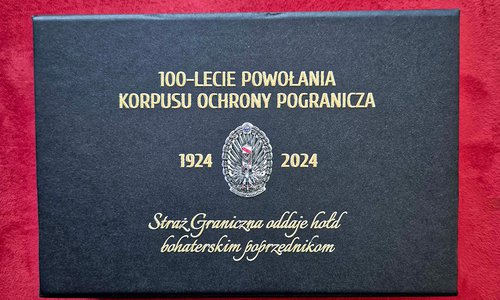 100-LECIE POWOŁANIA
KORPUSU OCHRONY POGRANICZA
1924 2024
Straż Graniczna oddaje hołd
bohaterskim poprzednikom